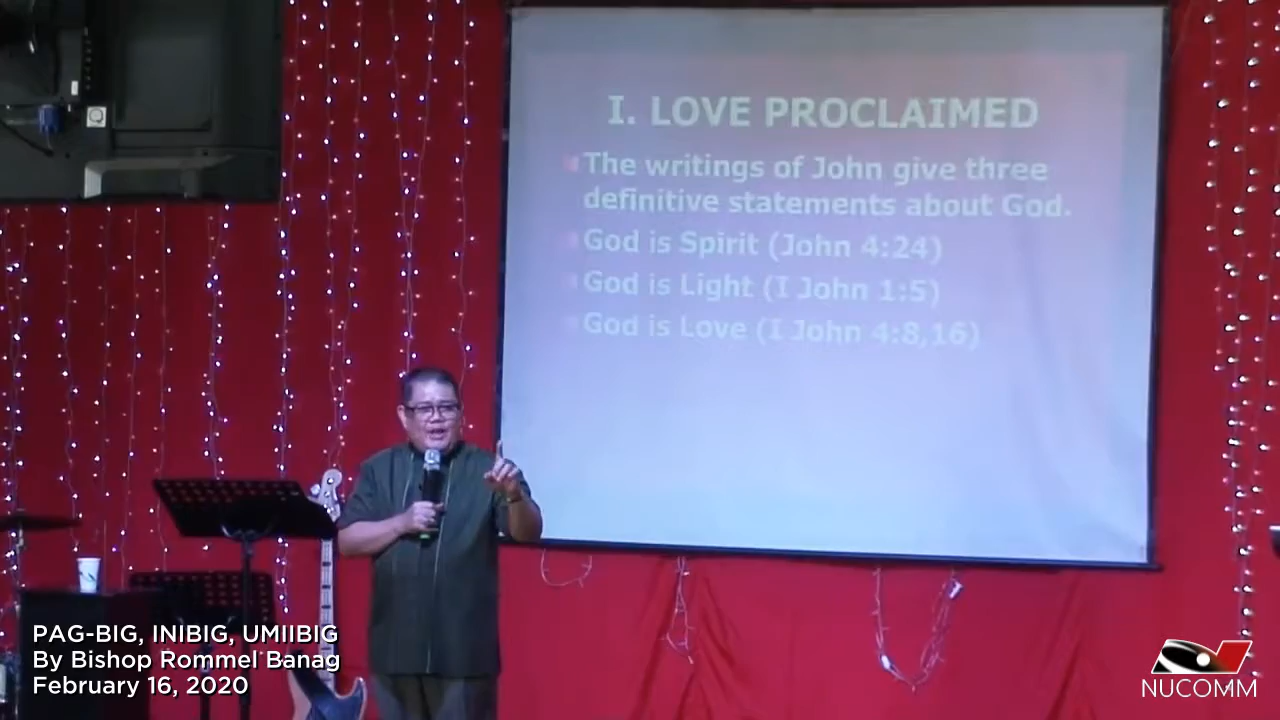 I. LOVE PROCLAIMED
The writings of John give three
definitive statements about God.
God is Spirit (John 4:24)
God is Light (I John 1:5)
God is Love (I John 4:8,16)
PAG-BIG, INIBIG, UMIIBIG
By Bishop Rommel Banag
February 16, 2020
NUCOMM